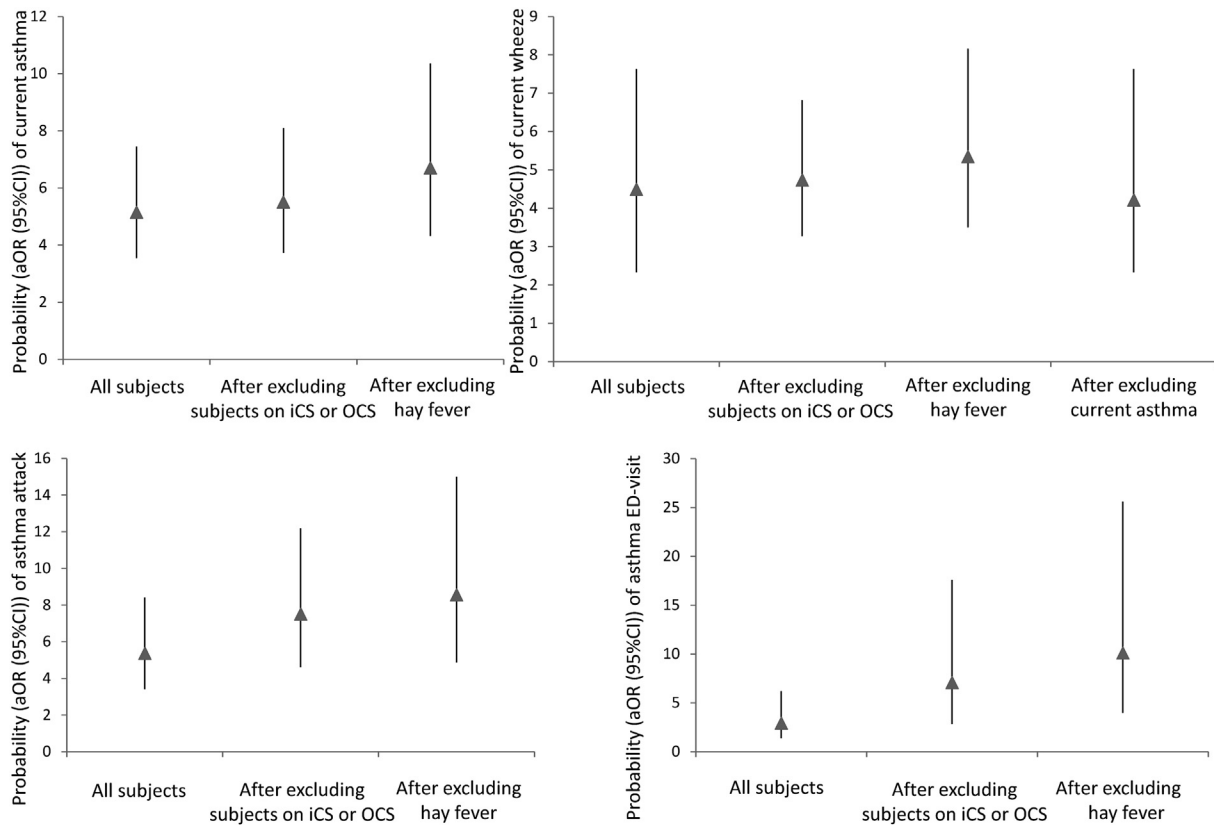 Probability (aOR (95%CI)) of current asthma
12
10
8
6
4
2
0
All subjects
After excluding
subjects on iCS or OCS
After excluding
hay fever
Probability (aOR (95%CI)) of current wheeze
9
8
7
6
5
4
3
2
1
0
All subjects
After excluding
subjects on iCS or OCS
After excluding
hay fever
After excluding
current asthma
Probability (aOR (95%CI)) of asthma attack
16
14
12
10
8
6
4
2
0
All subjects
After excluding
subjects on iCS or OCS
After excluding
hay fever
Probability (aOR (95%CI)) of asthma ED-visit
30
25
20
15
10
5
0
All subjects
After excluding
subjects on iCS or OCS
After excluding
hay fever